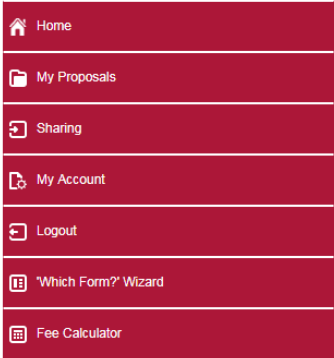 Home
My Proposals
Sharing
My Account
Logout
'Which Form?' Wizard
Fee Calculator